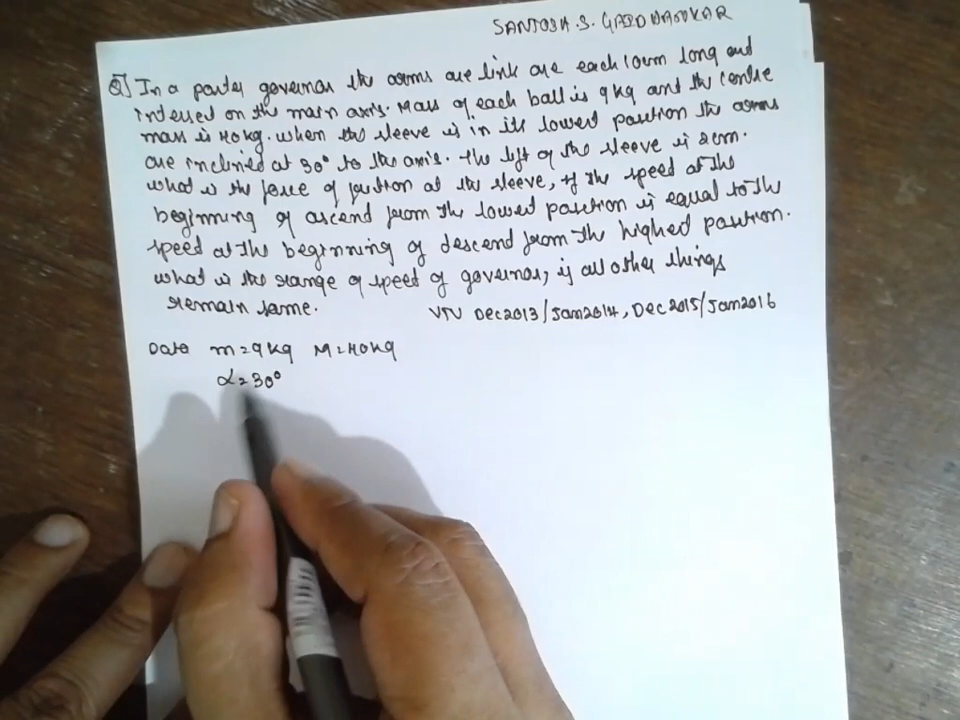 SANTOSH.S.GADDWANKAR
Q] In a porter governor the arms are link are each 10cm long and
intersed on the main axis. Mass of each ball is 9kg and the centre
mass is 40kg. when the sleeve is in its lowest position the arms
are inclined at 30° to the axis. the lift of the sleeve is 2cm.
what is the force of friction at the sleeve, if the speed at the
beginning of ascend from the lowest position is equal to the
speed at the beginning of descend from the highest position.
what is the range of speed of governor, if all other things
remain same.
VTU Dec2013/Jan2014, Dec2015/Jan2016
Data m=9kg M=40kg
α=30°